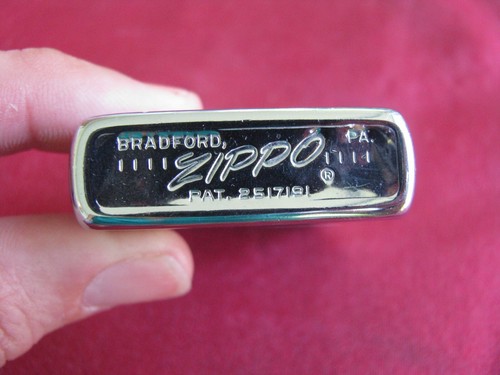 BRADFORD, PA.
|||| ZIPPO ||||
®
PAT. 2517191